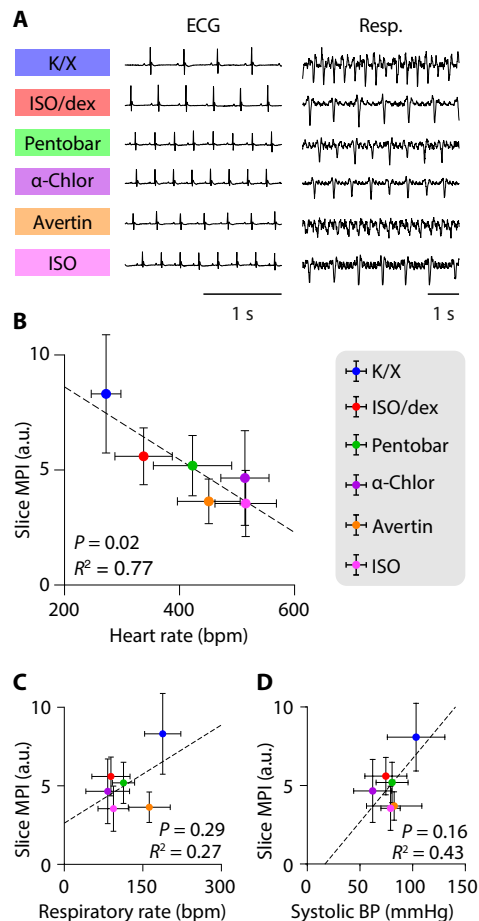 A
ECG
Resp.
K/X
ISO/dex
Pentobar
α-Chlor
Avertin
ISO
1 s
1 s
B
10
5
0
Slice MPI (a.u.)
P = 0.02
R² = 0.77
200
400
600
Heart rate (bpm)
K/X
ISO/dex
Pentobar
α-Chlor
Avertin
ISO
C
10
5
0
Slice MPI (a.u.)
P = 0.29
R² = 0.27
0
150
300
Respiratory rate (bpm)
D
10
5
0
Slice MPI (a.u.)
P = 0.16
R² = 0.43
0
50
100
150
Systolic BP (mmHg)